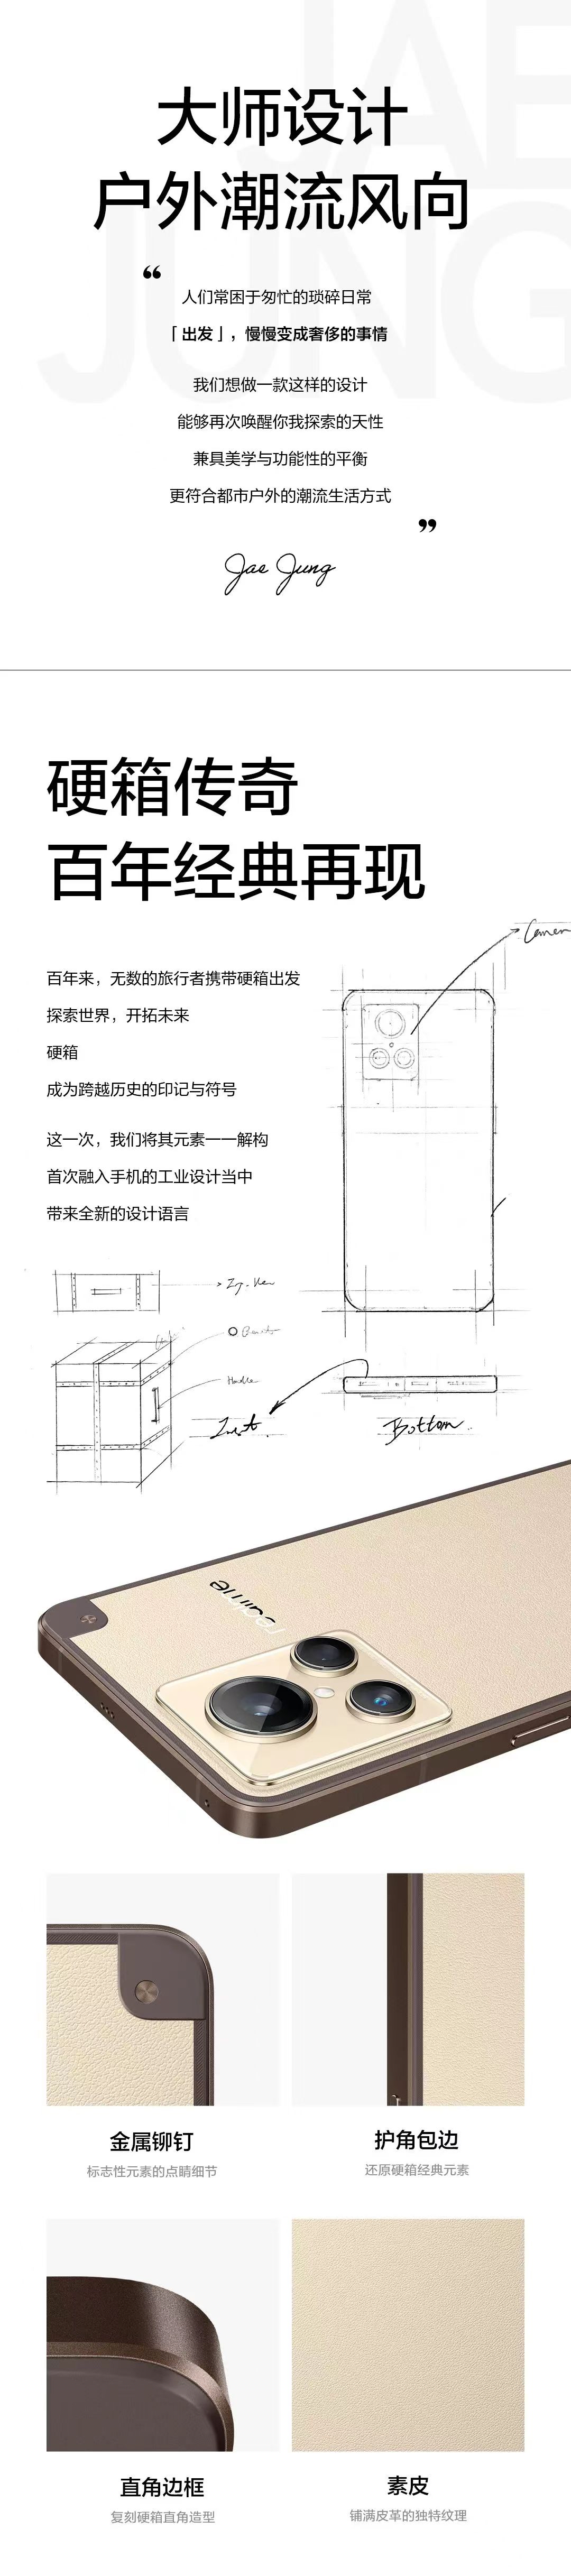 JAE
JUNG
大师设计
户外潮流风向
“
人们常困于匆忙的琐碎日常
「 出发 」，慢慢变成奢侈的事情
我们想做一款这样的设计
能够再次唤醒你我探索的天性
兼具美学与功能性的平衡
更符合都市户外的潮流生活方式
”
Jae Jung
硬箱传奇
百年经典再现
百年来，无数的旅行者携带硬箱出发
探索世界，开拓未来
硬箱
成为跨越历史的印记与符号
这一次，我们将其元素一一解构
首次融入手机的工业设计当中
带来全新的设计语言
Handle
Bottom
realme
金属铆钉
标志性元素的点睛细节
护角包边
还原硬箱经典元素
直角边框
复刻硬箱直角造型
素皮
铺满皮革的独特纹理